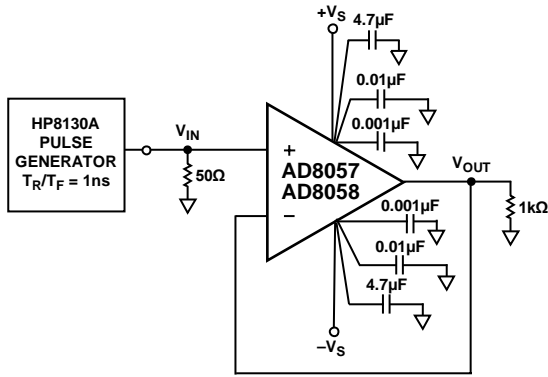 +VS
4.7µF
0.01µF
0.001µF
HP8130A
PULSE
GENERATOR
TR/TF = 1ns
VIN
50Ω
+
AD8057
AD8058
–
VOUT
1kΩ
0.001µF
0.01µF
4.7µF
–VS